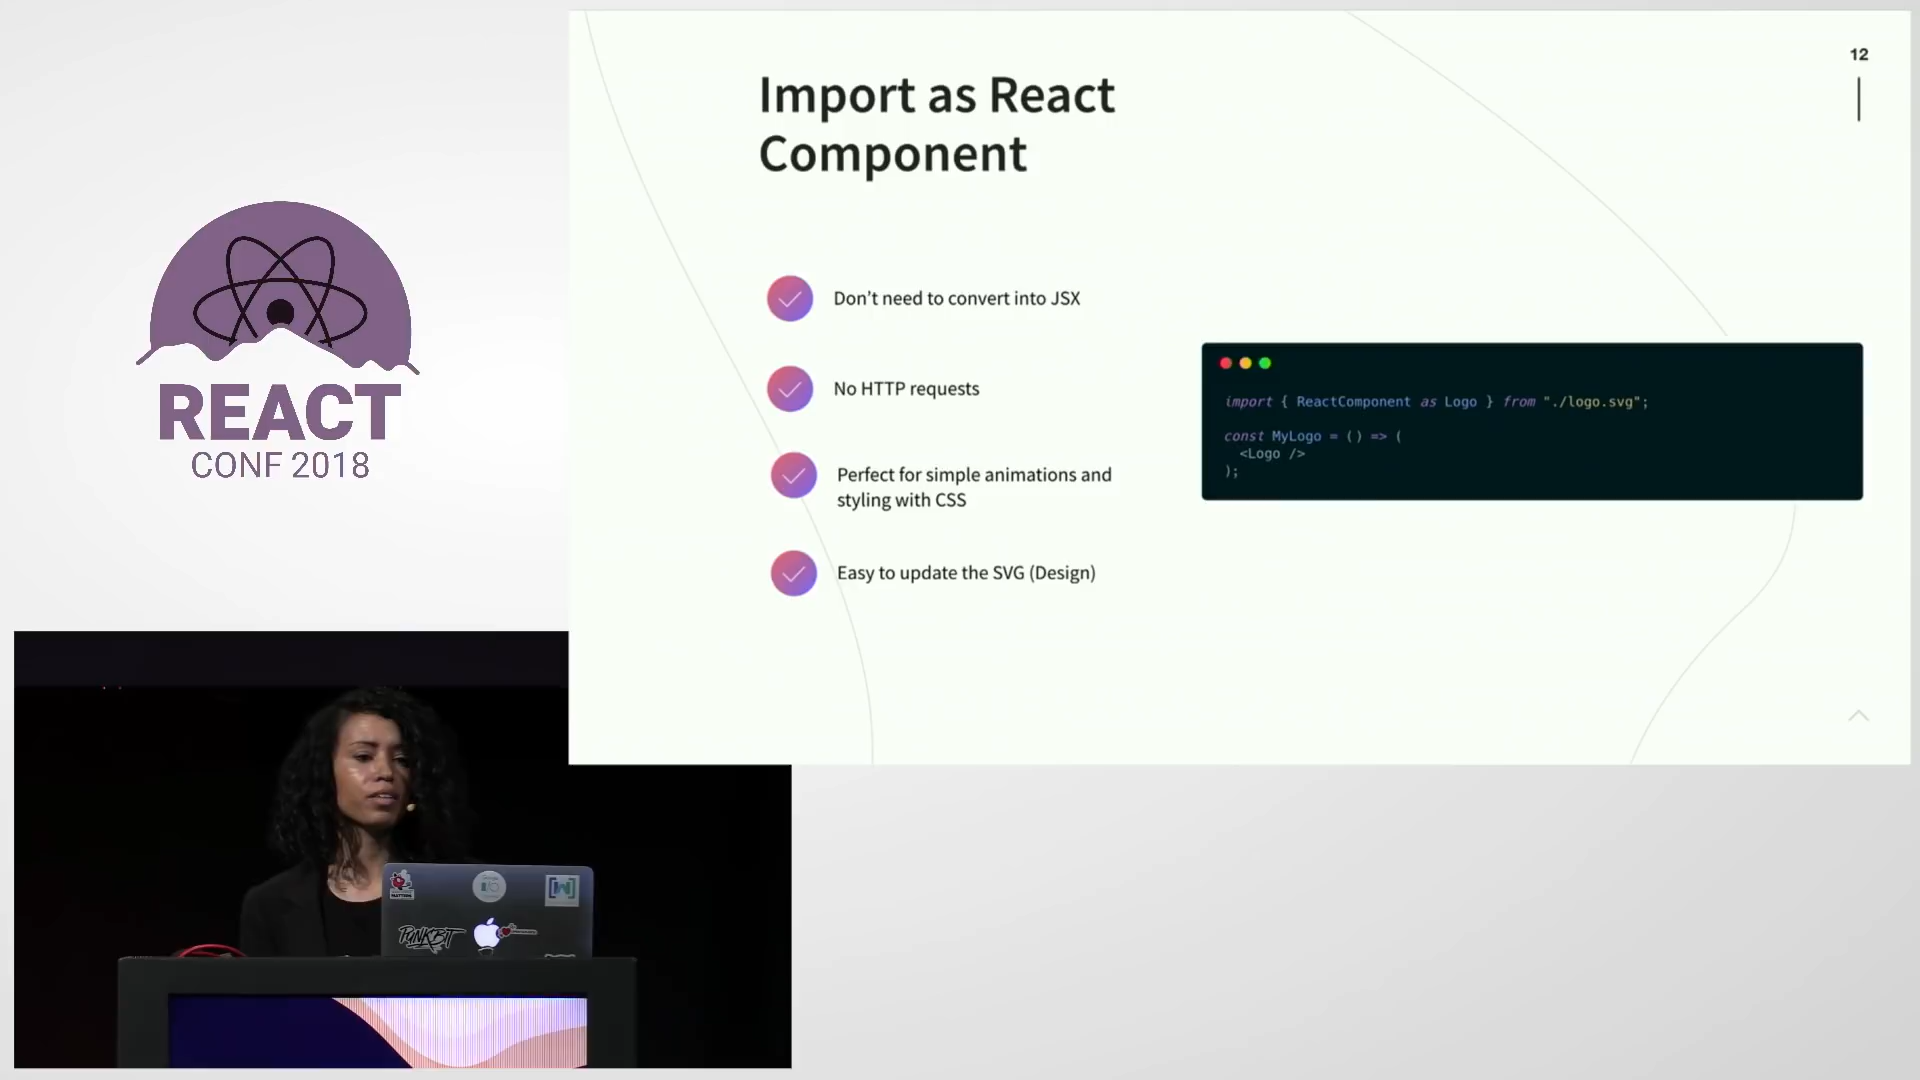 12
Import as React
Component
Don't need to convert into JSX
No HTTP requests
Perfect for simple animations and
styling with CSS
Easy to update the SVG (Design)
import { ReactComponent as Logo } from "./logo.svg";
const MyLogo = () => (
<Logo />
);
REACT
CONF 2018
PUNKBT